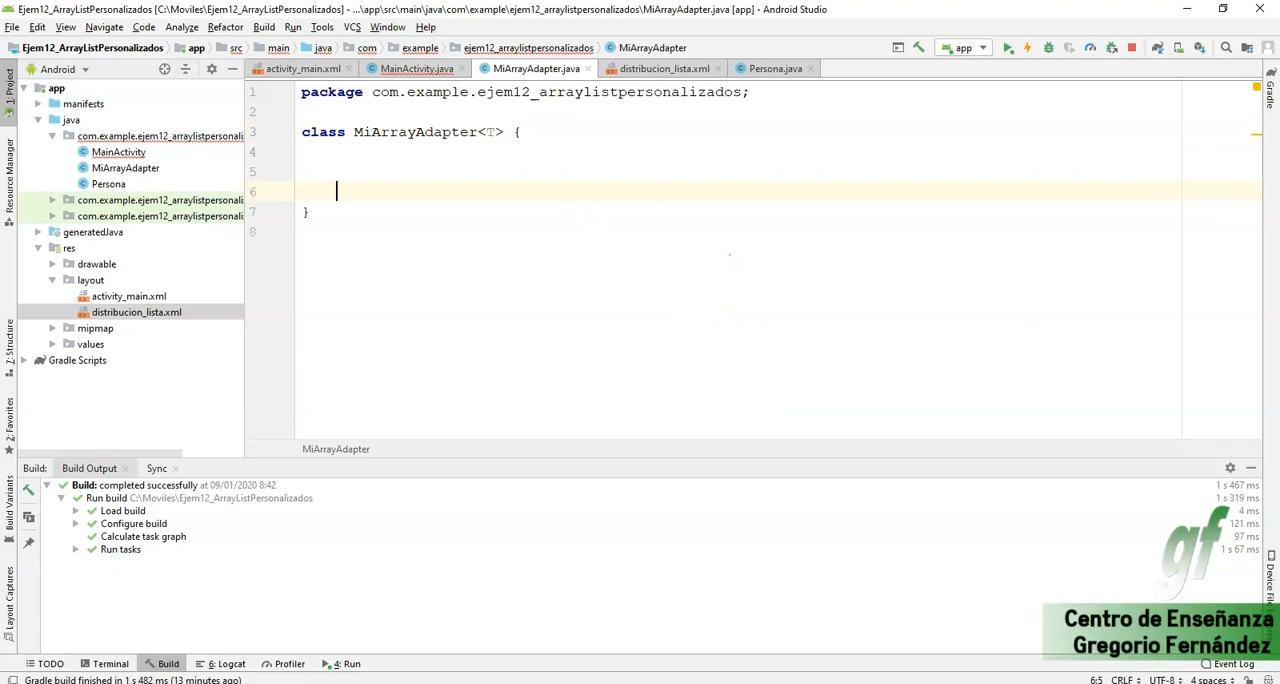 Ejem12_ArrayListPersonalizados [C:\Moviles\Ejem12_ArrayListPersonalizados] - ...\app\src\main\java\com\example\ejem12_arraylistpersonalizados\MiArrayAdapter.java [app] - Android Studio
File Edit View Navigate Code Analyze Refactor Build Run Tools VCS Window Help
Ejem12_ArrayListPersonalizados app src main java com example ejem12_arraylistpersonalizados MiArrayAdapter app
Android activity_main.xml MainActivity.java MiArrayAdapter.java distribucion_lista.xml Persona.java
1: Project
Resource Manager
7: Structure
2: Favorites
Build Variants
Layout Captures
app
manifests
java
com.example.ejem12_arraylistpersonali
MainActivity
MiArrayAdapter
Persona
com.example.ejem12_arraylistpersonali
com.example.ejem12_arraylistpersonali
generatedJava
res
drawable
layout
activity_main.xml
distribucion_lista.xml
mipmap
values
Gradle Scripts
1 package com.example.ejem12_arraylistpersonalizados;
2
3 class MiArrayAdapter<T> {
4
5
6
7 }
8
MiArrayAdapter
Gradle
Build: Build Output Sync
Build: completed successfully at 09/01/2020 8:42 1 s 467 ms
Run build C:\Moviles\Ejem12_ArrayListPersonalizados 1 s 319 ms
Load build 4 ms
Configure build 121 ms
Calculate task graph 97 ms
Run tasks 1 s 67 ms
gf
Centro de Enseñanza
Gregorio Fernández
TODO Terminal Build 6: Logcat Profiler 4: Run Event Log
Gradle build finished in 1 s 482 ms (13 minutes ago) 6:5 CRLF UTF-8 4 spaces